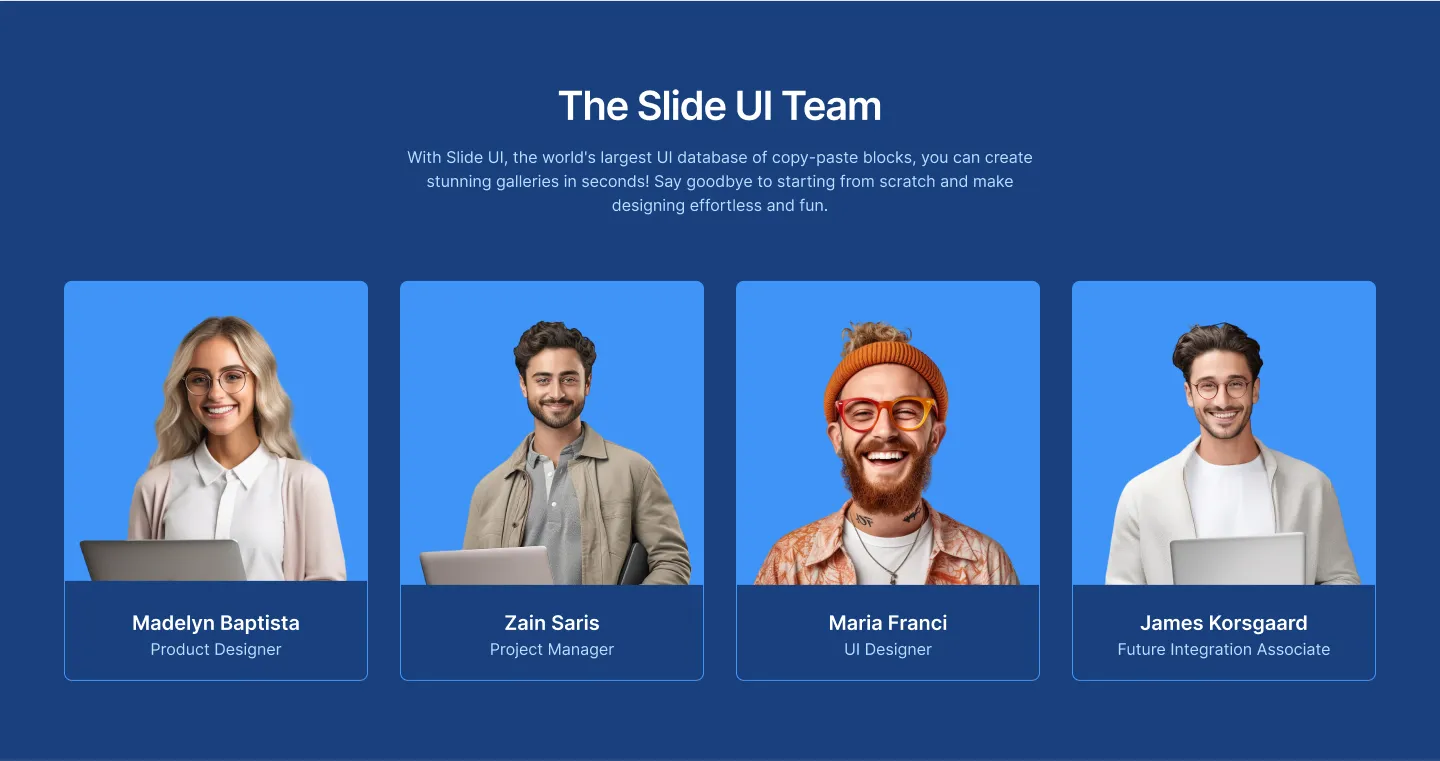 The Slide UI Team
With Slide UI, the world's largest UI database of copy-paste blocks, you can create
stunning galleries in seconds! Say goodbye to starting from scratch and make
designing effortless and fun.
Madelyn Baptista
Product Designer
Zain Saris
Project Manager
Maria Franci
UI Designer
James Korsgaard
Future Integration Associate